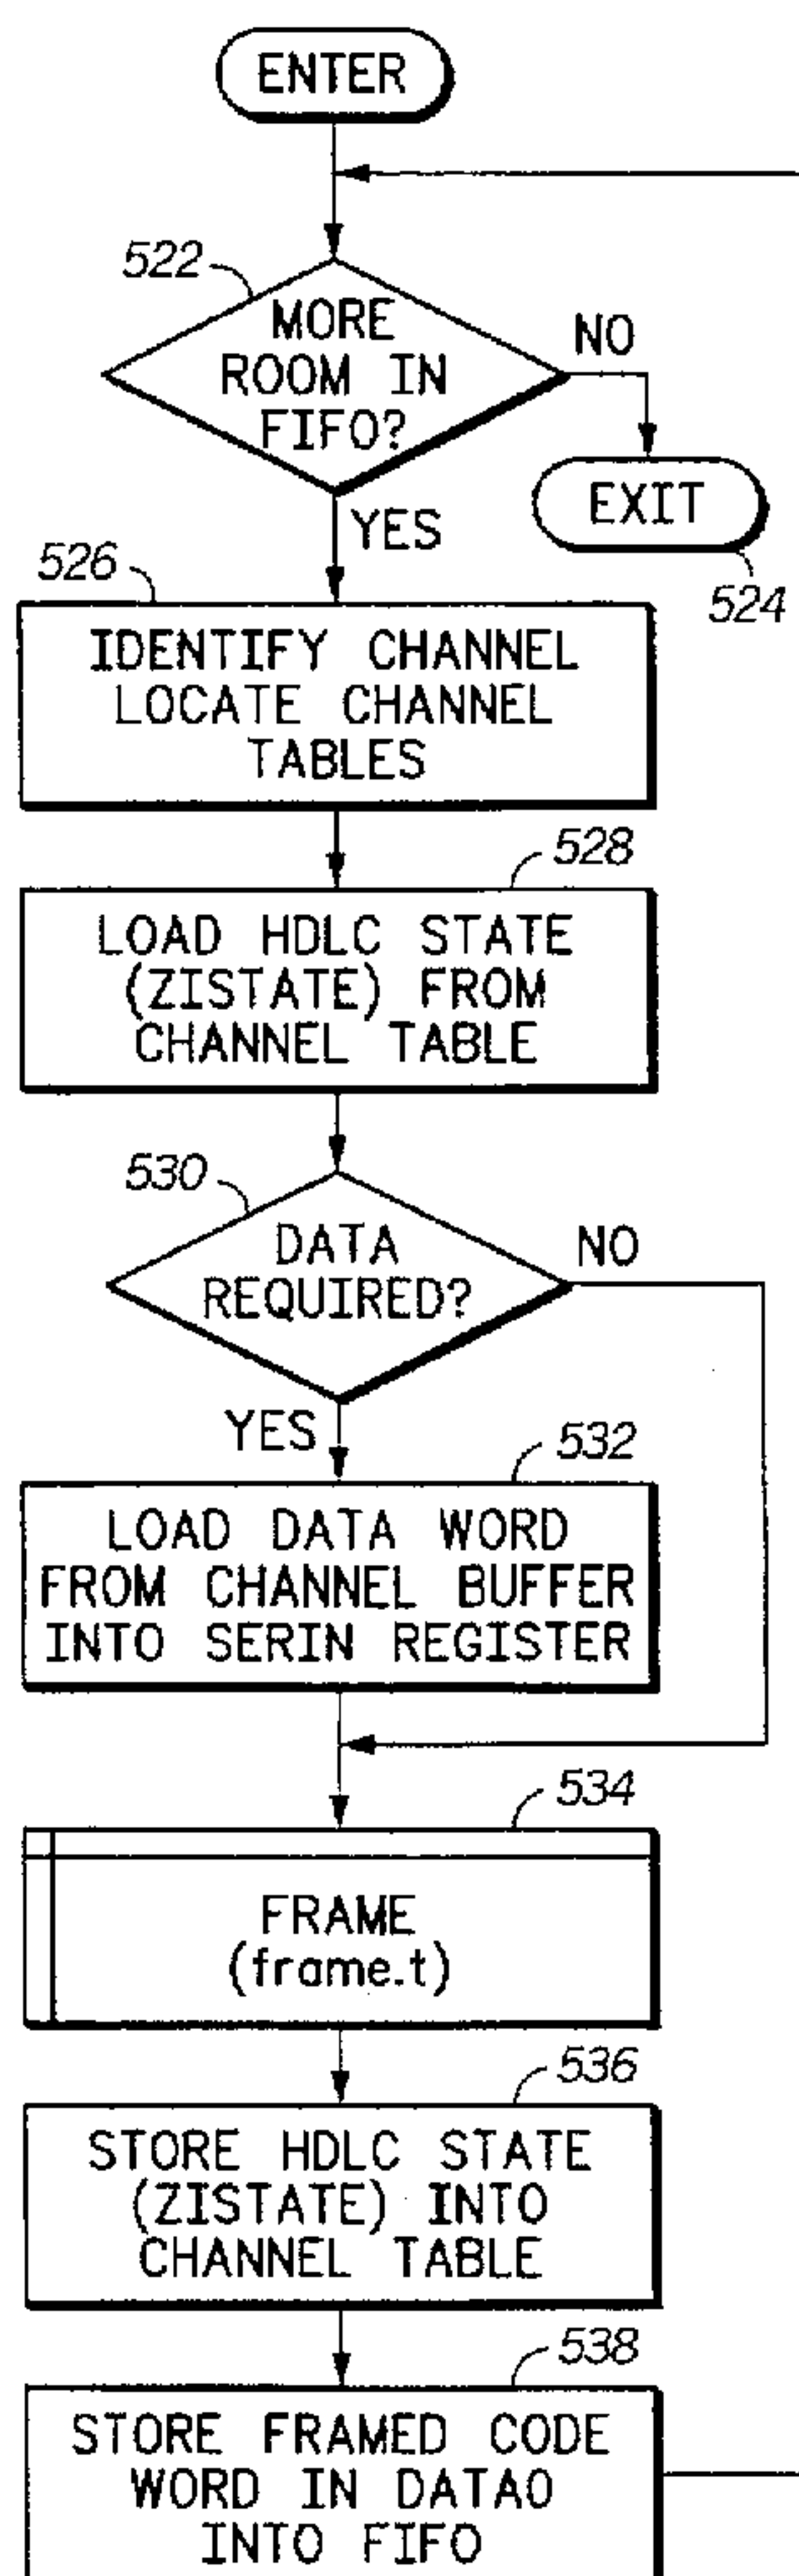 ENTER
522
MORE
ROOM IN
FIFO?
NO
EXIT
524
YES
526
IDENTIFY CHANNEL
LOCATE CHANNEL
TABLES
528
LOAD HDLC STATE
(ZISTATE) FROM
CHANNEL TABLE
530
DATA
REQUIRED?
NO
YES
532
LOAD DATA WORD
FROM CHANNEL BUFFER
INTO SERIN REGISTER
534
FRAME
(frame.t)
536
STORE HDLC STATE
(ZISTATE) INTO
CHANNEL TABLE
538
STORE FRAMED CODE
WORD IN DATAO
INTO FIFO